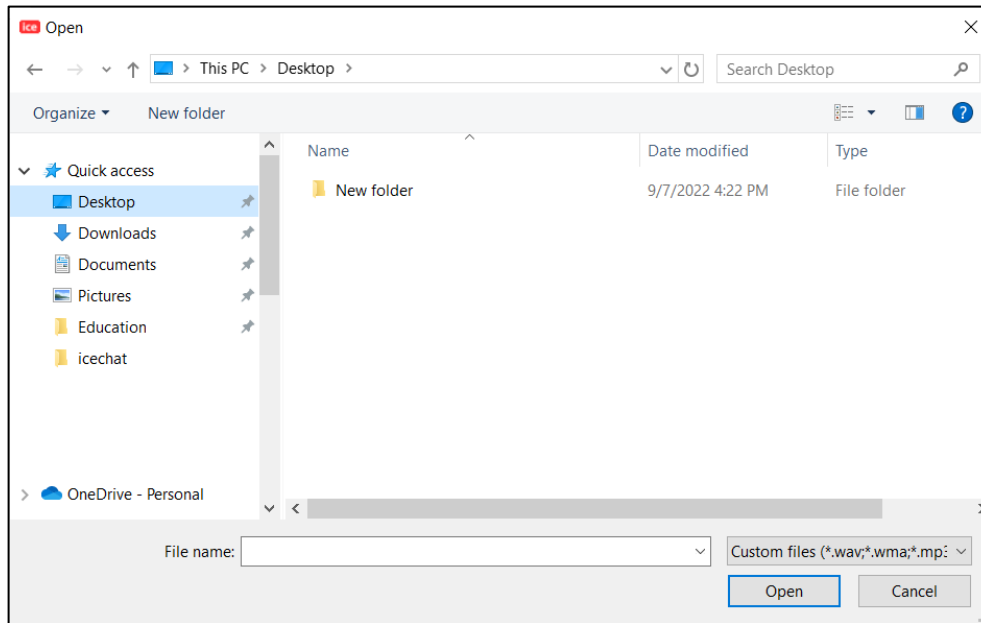 ice Open
This PC > Desktop >
Search Desktop
Organize New folder
?
Name Date modified Type
Quick access
New folder 9/7/2022 4:22 PM File folder
Desktop
Downloads
Documents
Pictures
Education
icechat
OneDrive - Personal
File name:
Custom files (*.wav;*.wma;*.mp3
Open Cancel